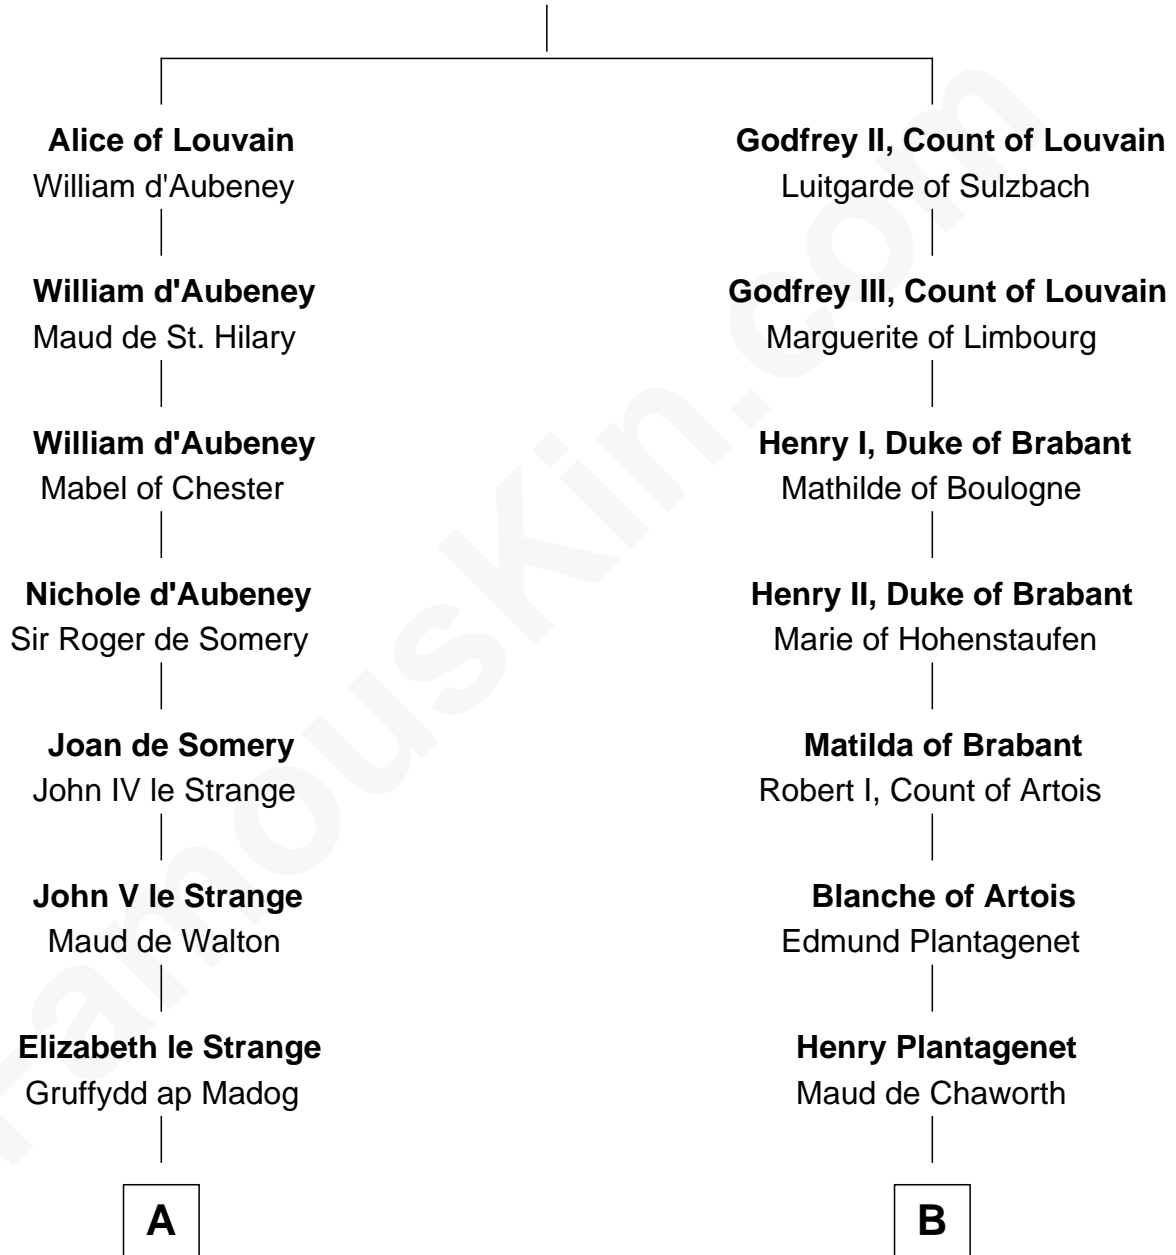 Alice of Louvain
William d'Aubeney
William d'Aubeney
Maud de St. Hilary
William d'Aubeney
Mabel of Chester
Nichole d'Aubeney
Sir Roger de Somery
Joan de Somery
John IV le Strange
John V le Strange
Maud de Walton
Elizabeth le Strange
Gruffydd ap Madog
A
Godfrey II, Count of Louvain
Luitgarde of Sulzbach
Godfrey III, Count of Louvain
Marguerite of Limbourg
Henry I, Duke of Brabant
Mathilde of Boulogne
Henry II, Duke of Brabant
Marie of Hohenstaufen
Matilda of Brabant
Robert I, Count of Artois
Blanche of Artois
Edmund Plantagenet
Henry Plantagenet
Maud de Chaworth
B
FamousKin.com